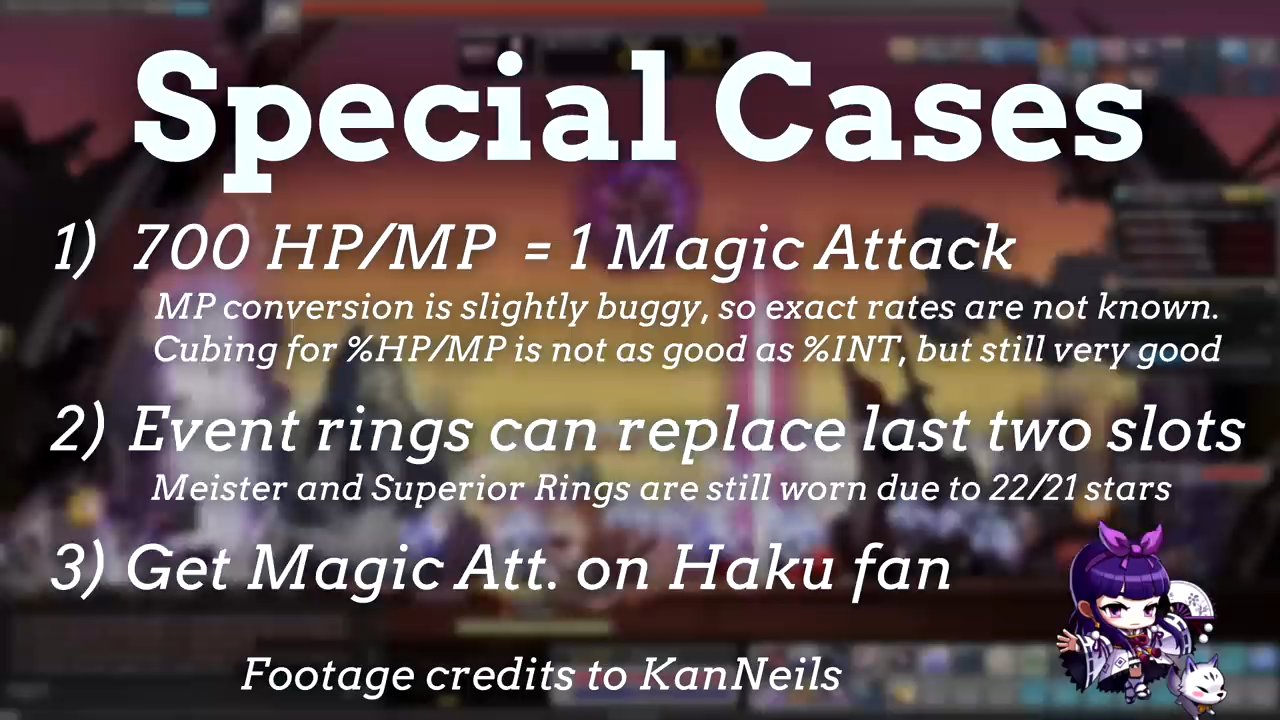 Special Cases
1) 700 HP/MP = 1 Magic Attack
MP conversion is slightly buggy, so exact rates are not known.
Cubing for %HP/MP is not as good as %INT, but still very good
2) Event rings can replace last two slots
Meister and Superior Rings are still worn due to 22/21 stars
3) Get Magic Att. on Haku fan
Footage credits to KanNeils